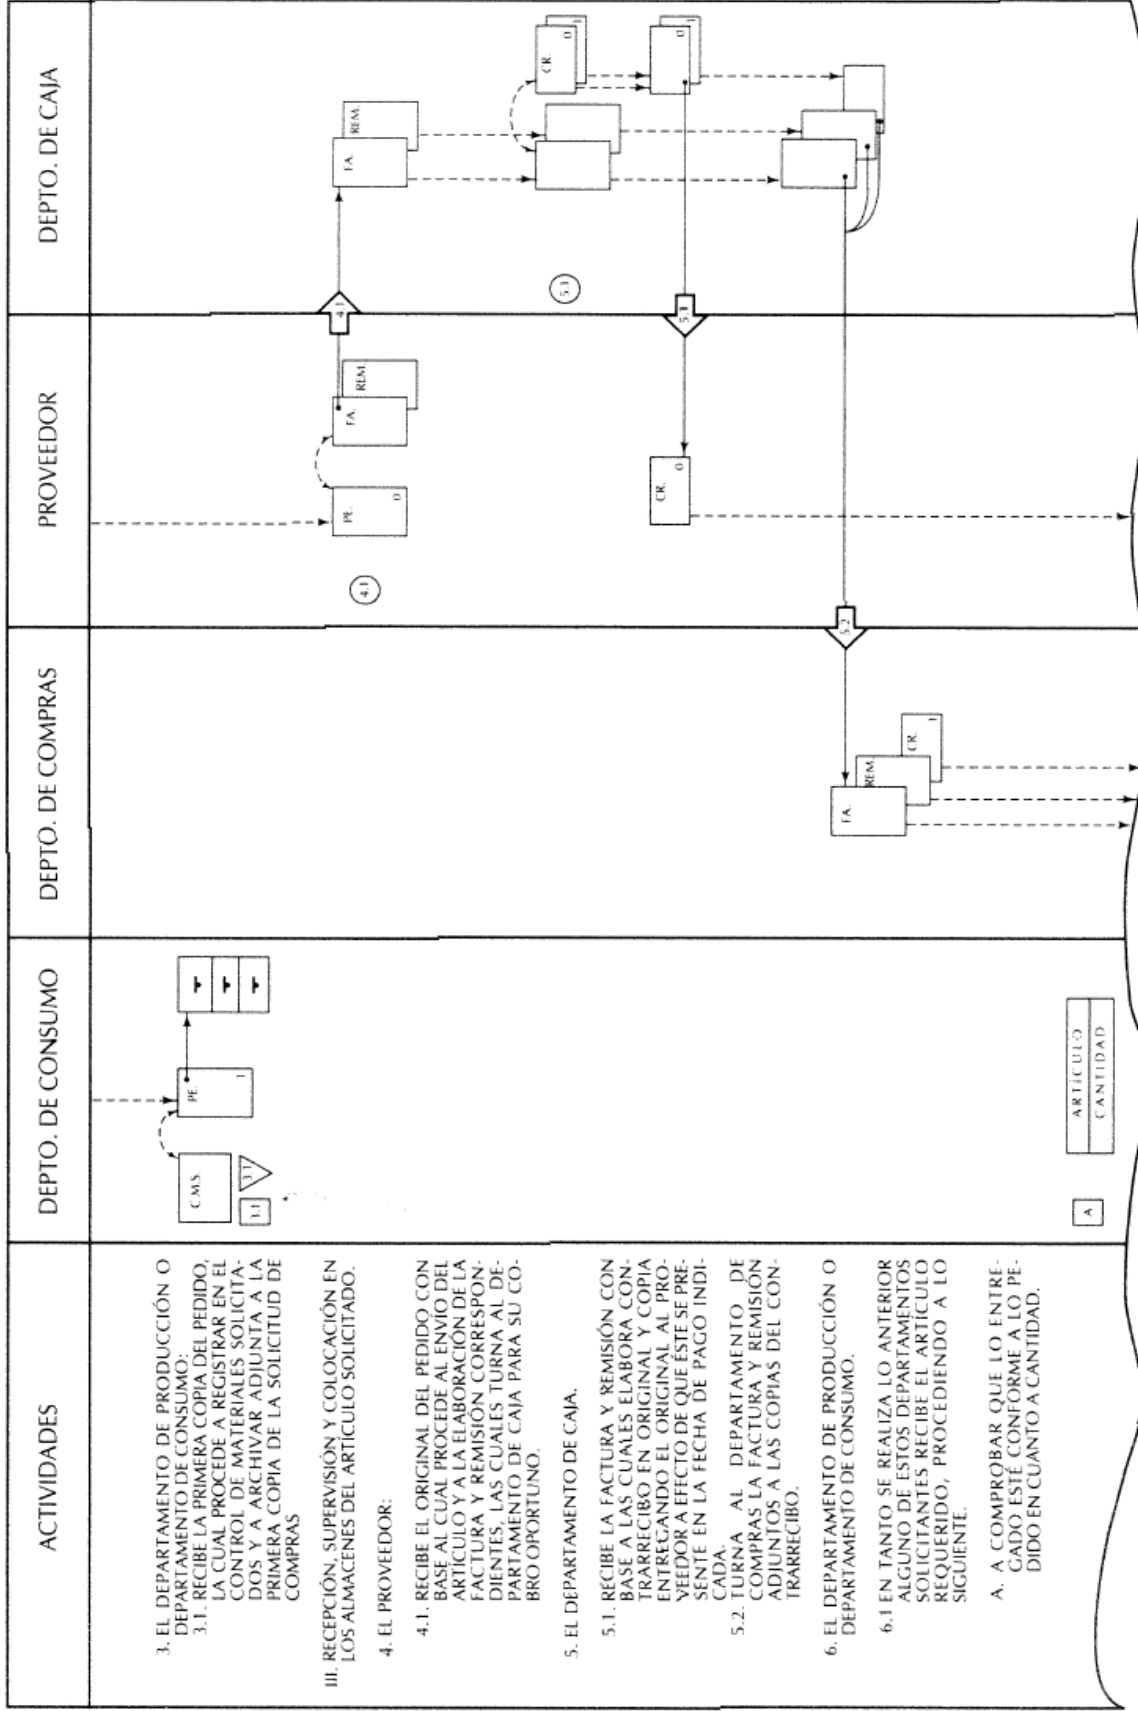 ACTIVIDADES
DEPTO. DE CONSUMO
DEPTO. DE COMPRAS
PROVEEDOR
DEPTO. DE CAJA
3. EL DEPARTAMENTO DE PRODUCCIÓN O
DEPARTAMENTO DE CONSUMO:
3.1. RECIBE LA PRIMERA COPIA DEL PEDIDO,
LA CUAL PROCEDE A REGISTRAR EN EL
CONTROL DE MATERIALES SOLICITA-
DOS Y A ARCHIVAR ADJUNTA A LA
PRIMERA COPIA DE LA SOLICITUD DE
COMPRAS
III. RECEPCIÓN, SUPERVISIÓN Y COLOCACIÓN EN
LOS ALMACENES DEL ARTÍCULO SOLICITADO.
4. EL PROVEEDOR:
4.1. RECIBE EL ORIGINAL DEL PEDIDO CON
BASE AL CUAL PROCEDE AL ENVÍO DEL
ARTÍCULO Y A LA ELABORACIÓN DE LA
FACTURA Y REMISIÓN CORRESPON-
DIENTES, LAS CUALES TURNA AL DE-
PARTAMENTO DE CAJA PARA SU CO-
BRO OPORTUNO.
5. EL DEPARTAMENTO DE CAJA.
5.1. RECIBE LA FACTURA Y REMISIÓN CON
BASE A LAS CUALES ELABORA CON-
TRARRECIBO EN ORIGINAL Y COPIA
ENTREGANDO EL ORIGINAL AL PRO-
VEEDOR A EFECTO DE QUE ÉSTE SE PRE-
SENTE EN LA FECHA DE PAGO INDI-
CADA.
5.2. TURNA AL DEPARTAMENTO DE
COMPRAS LA FACTURA Y REMISIÓN
ADJUNTOS A LAS COPIAS DEL CON-
TRARRECIBO.
6. EL DEPARTAMENTO DE PRODUCCIÓN O
DEPARTAMENTO DE CONSUMO.
6.1 EN TANTO SE REALIZA LO ANTERIOR
ALGUNO DE ESTOS DEPARTAMENTOS
SOLICITANTES RECIBE EL ARTÍCULO
REQUERIDO, PROCEDIENDO A LO
SIGUIENTE.
A. A COMPROBAR QUE LO ENTRE-
GADO ESTÉ CONFORME A LO PE-
DIDO EN CUANTO A CANTIDAD.
C.M.S.
3.1
3.1
PE.
1
A
ARTÍCULO
CANTIDAD
FA.
REM.
CR.
1
5.2
4.1
PE.
0
FA.
REM.
4.1
CR.
0
5.1
5.1
FA.
REM.
CR.
0
1
0
1